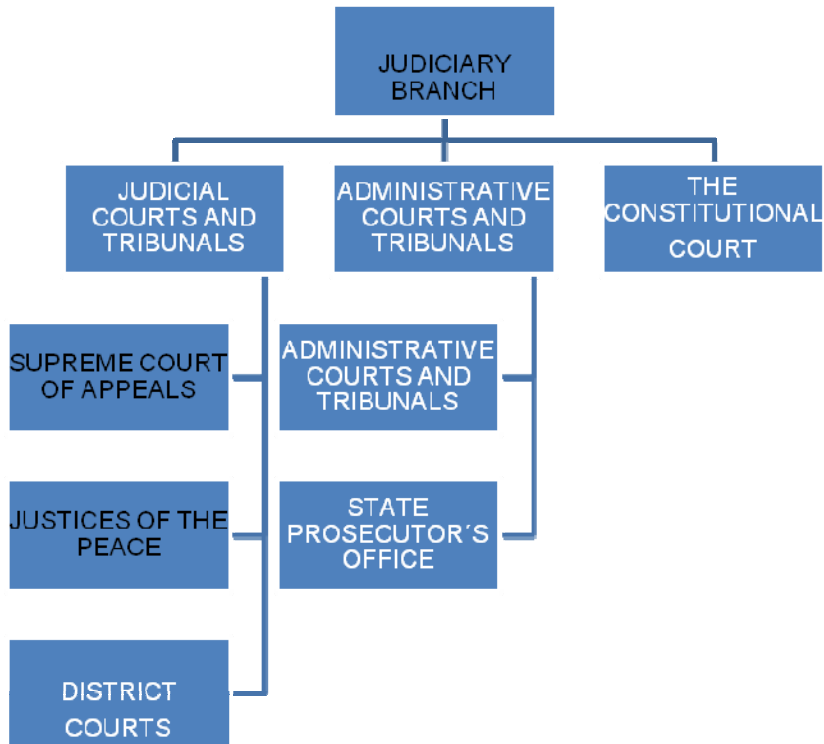 JUDICIARY
BRANCH
JUDICIAL
COURTS AND
TRIBUNALS
ADMINISTRATIVE
COURTS AND
TRIBUNALS
THE
CONSTITUTIONAL
COURT
SUPREME COURT
OF APPEALS
ADMINISTRATIVE
COURTS AND
TRIBUNALS
JUSTICES OF THE
PEACE
STATE
PROSECUTOR´S
OFFICE
DISTRICT
COURTS